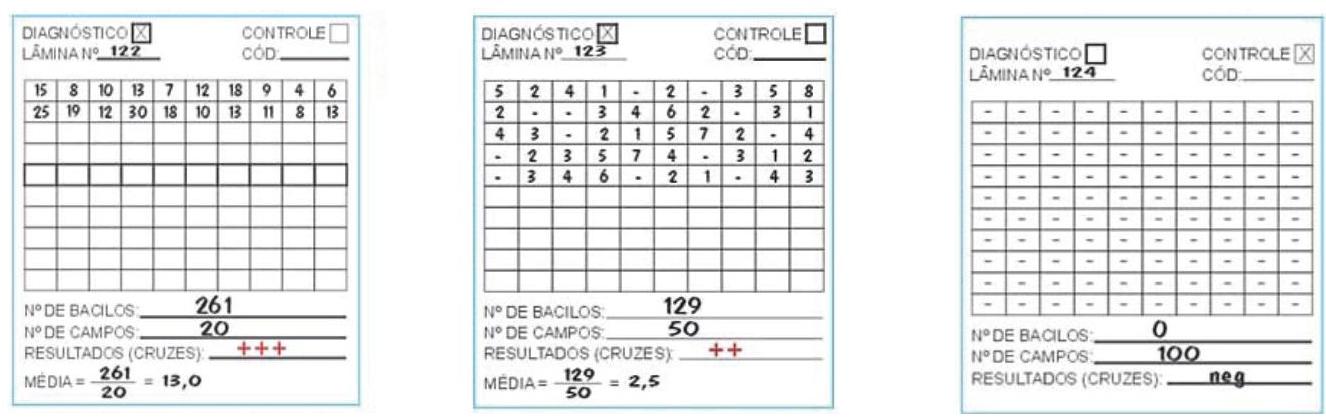 DIAGNÓSTICO X CONTROLE
LÂMINA Nº 122 CÓD:
15 8 10 13 7 12 18 9 4 6
25 19 12 30 18 10 13 11 8 13
Nº DE BACILOS: 261
Nº DE CAMPOS: 20
RESULTADOS (CRUZES): +++
MÉDIA = 261/20 = 13,0
DIAGNÓSTICO X CONTROLE
LÂMINA Nº 123 CÓD:
5 2 4 1 - 2 - 3 5 8
2 - - 3 4 6 2 - 3 1
4 3 - 2 1 5 7 2 - 4
- 2 3 5 7 4 - 3 1 2
- 3 4 6 - 2 1 - 4 3
Nº DE BACILOS: 129
Nº DE CAMPOS: 50
RESULTADOS (CRUZES): ++
MÉDIA = 129/50 = 2,5
DIAGNÓSTICO CONTROLE X
LÂMINA Nº 124 CÓD:
- - - - - - - - - -
- - - - - - - - - -
- - - - - - - - - -
- - - - - - - - - -
- - - - - - - - - -
- - - - - - - - - -
- - - - - - - - - -
- - - - - - - - - -
- - - - - - - - - -
- - - - - - - - - -
Nº DE BACILOS: 0
Nº DE CAMPOS: 100
RESULTADOS (CRUZES): neg